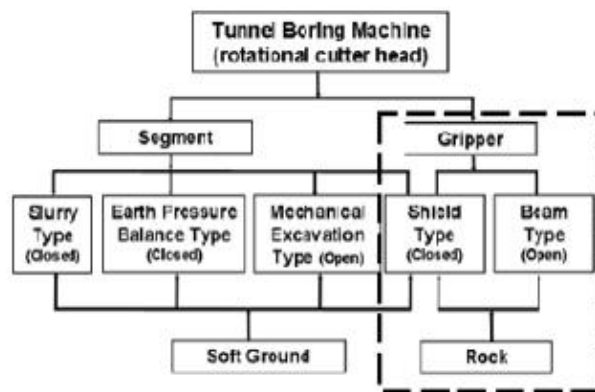 Tunnel Boring Machine
(rotational cutter head)
Segment
Gripper
Slurry
Type
(Closed)
Earth Pressure
Balance Type
(Closed)
Mechanical
Excavation
Type (Open)
Shield
Type
(Closed)
Beam
Type
(Open)
Soft Ground
Rock